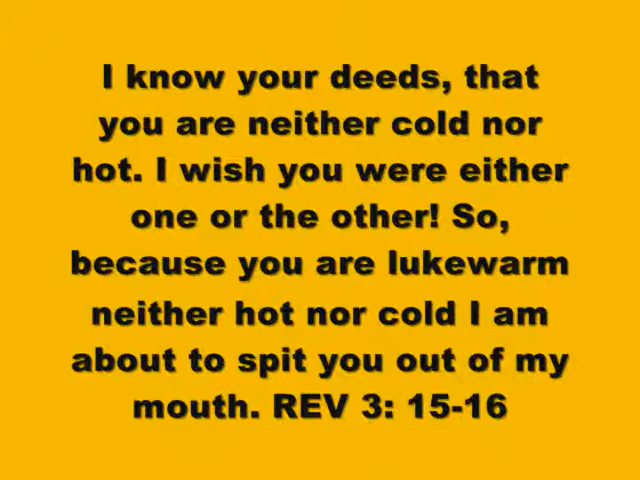 I know your deeds, that
you are neither cold nor
hot. I wish you were either
one or the other! So,
because you are lukewarm
neither hot nor cold I am
about to spit you out of my
mouth. REV 3: 15-16